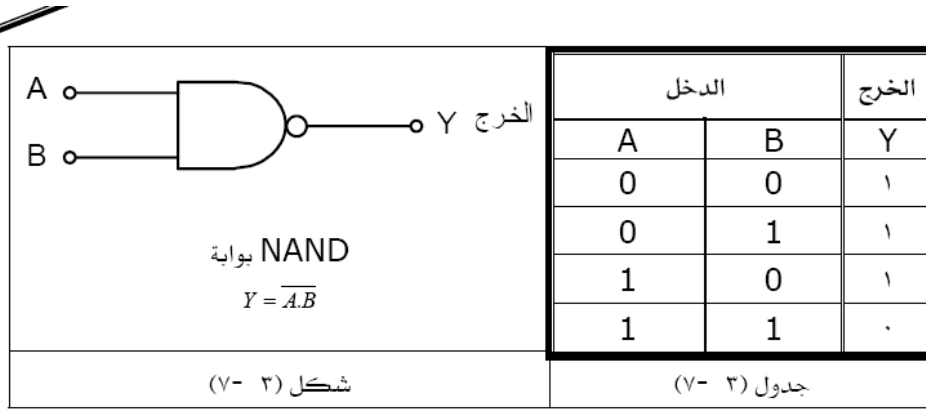 A
B
Y الخرج
بوابة NAND
Y = \overline{A.B}
شكل (٣ -٧)
الدخل الخرج
A B Y
0 0 ١
0 1 ١
1 0 ١
1 1 ٠
جدول (٣ -٧)